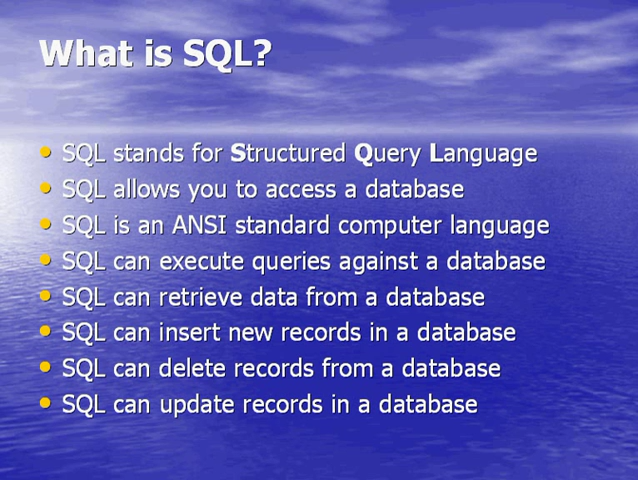 What is SQL?
• SQL stands for Structured Query Language
• SQL allows you to access a database
• SQL is an ANSI standard computer language
• SQL can execute queries against a database
• SQL can retrieve data from a database
• SQL can insert new records in a database
• SQL can delete records from a database
• SQL can update records in a database